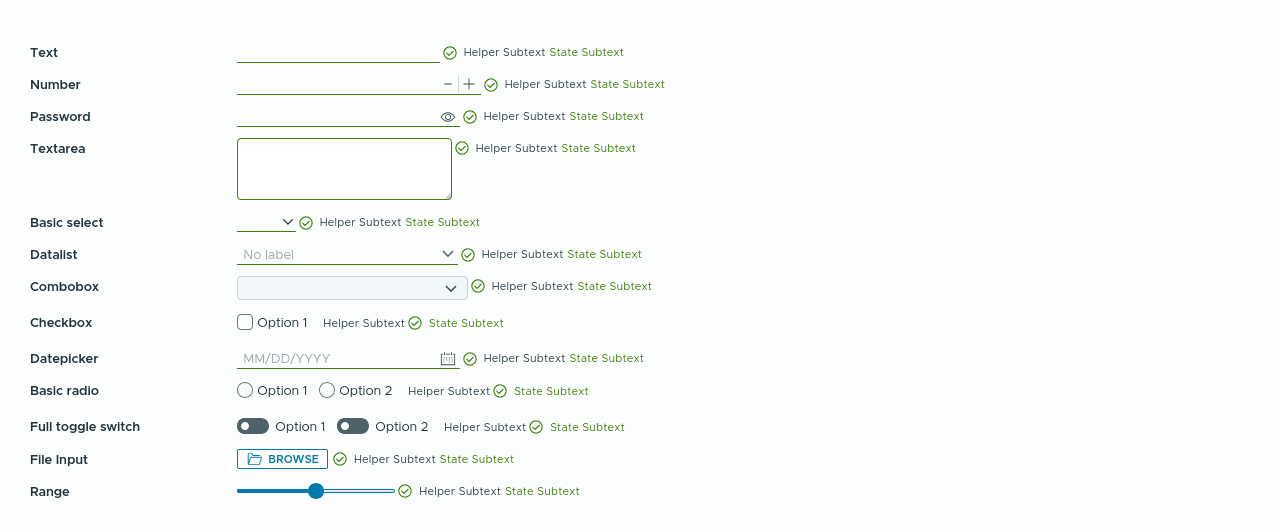 Text Helper Subtext State Subtext
Number Helper Subtext State Subtext
Password Helper Subtext State Subtext
Textarea Helper Subtext State Subtext
Basic select Helper Subtext State Subtext
Datalist No label Helper Subtext State Subtext
Combobox Helper Subtext State Subtext
Checkbox Option 1 Helper Subtext State Subtext
Datepicker MM/DD/YYYY Helper Subtext State Subtext
Basic radio Option 1 Option 2 Helper Subtext State Subtext
Full toggle switch Option 1 Option 2 Helper Subtext State Subtext
File Input BROWSE Helper Subtext State Subtext
Range Helper Subtext State Subtext